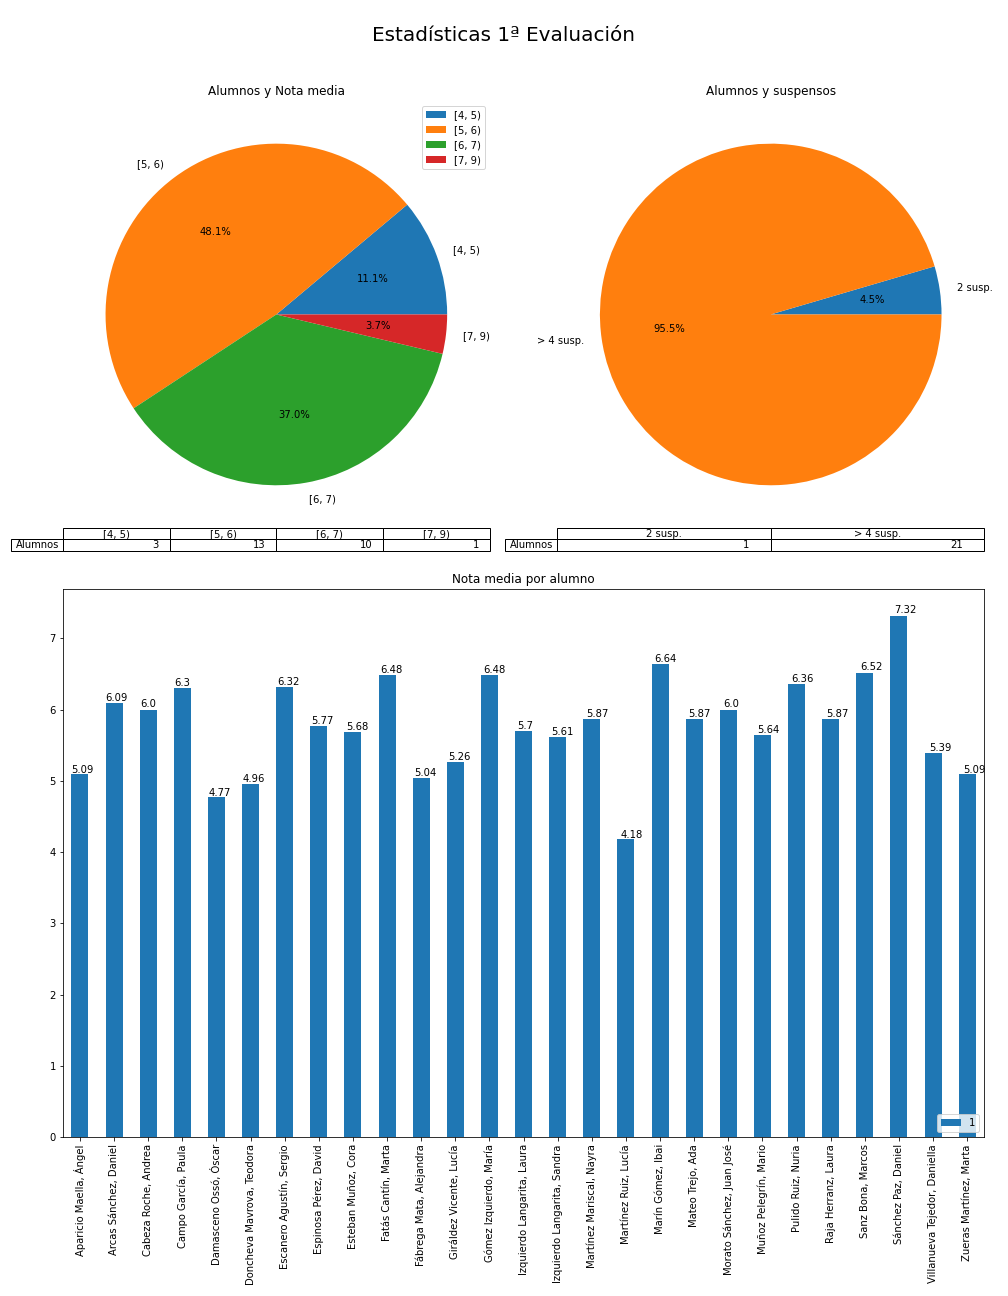 Estadísticas 1ª Evaluación
Alumnos y Nota media
[4, 5)
[5, 6)
[6, 7)
[7, 9)
[5, 6)
48.1%
[4, 5)
11.1%
3.7%
[7, 9)
37.0%
[6, 7)
Alumnos y suspensos
2 susp.
4.5%
95.5%
> 4 susp.
[4, 5) [5, 6) [6, 7) [7, 9)
Alumnos 3 13 10 1
2 susp. > 4 susp.
Alumnos 1 21
Nota media por alumno
7
6
5
4
3
2
1
0
5.09
6.09
6.0
6.3
4.77
4.96
6.32
5.77
5.68
6.48
5.04
5.26
6.48
5.7
5.61
5.87
4.18
6.64
5.87
6.0
5.64
6.36
5.87
6.52
7.32
5.39
5.09
1
Aparicio Maella, Ángel
Arcas Sánchez, Daniel
Cabeza Roche, Andrea
Campo García, Paula
Damasceno Ossó, Óscar
Doncheva Mavrova, Teodora
Escanero Agustín, Sergio
Espinosa Pérez, David
Esteban Muñoz, Cora
Fatás Cantín, Marta
Fábrega Mata, Alejandra
Giráldez Vicente, Lucía
Gómez Izquierdo, María
Izquierdo Langarita, Laura
Izquierdo Langarita, Sandra
Martínez Mariscal, Nayra
Martínez Ruiz, Lucía
Marín Gómez, Ibai
Mateo Trejo, Ada
Morato Sánchez, Juan José
Muñoz Pelegrín, Mario
Pulido Ruiz, Nuria
Raja Herranz, Laura
Sanz Bona, Marcos
Sánchez Paz, Daniel
Villanueva Tejedor, Daniella
Zueras Martínez, Marta